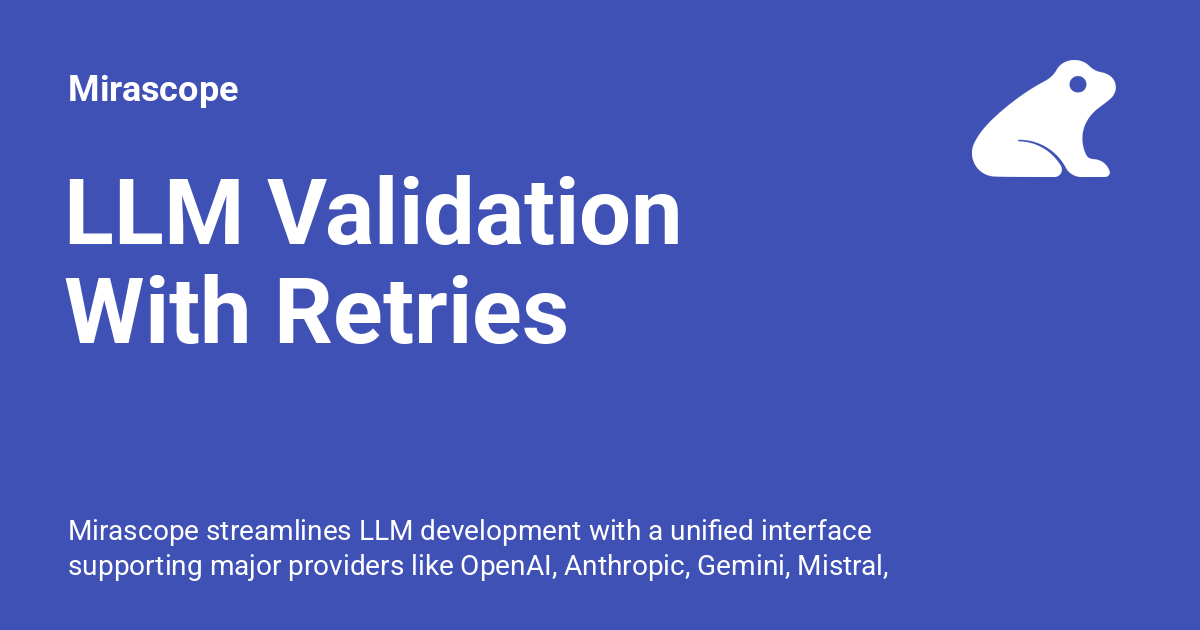 Mirascope
LLM Validation
With Retries
Mirascope streamlines LLM development with a unified interface
supporting major providers like OpenAI, Anthropic, Gemini, Mistral,